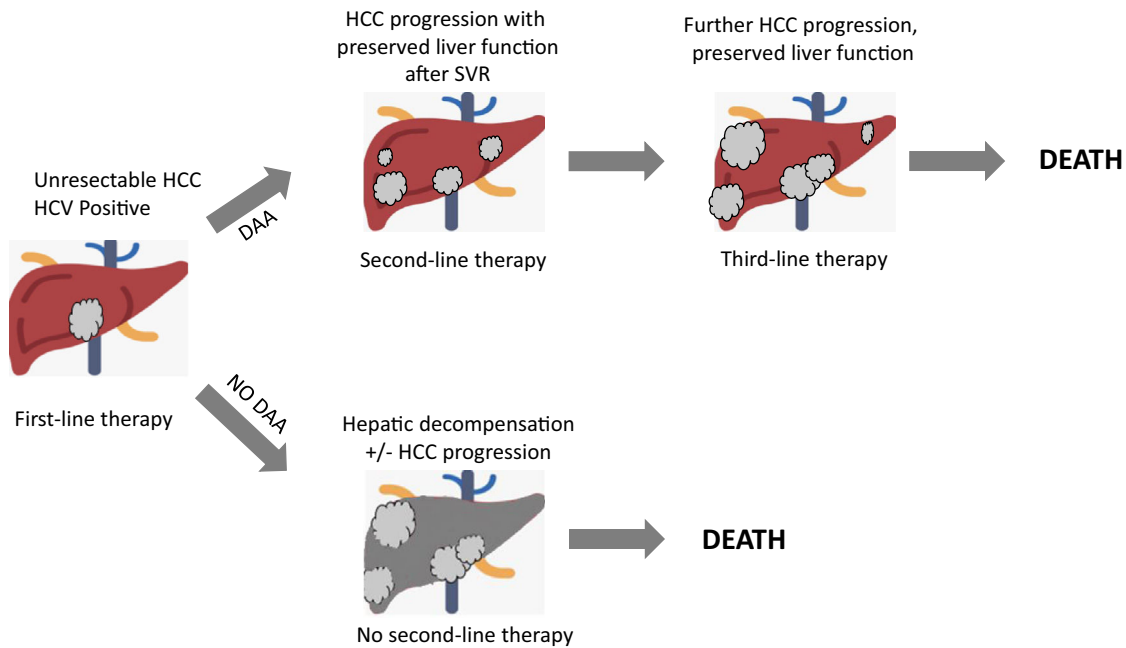 Unresectable HCC
HCV Positive
First-line therapy
DAA
HCC progression with
preserved liver function
after SVR
Second-line therapy
Further HCC progression,
preserved liver function
Third-line therapy
DEATH
NO DAA
Hepatic decompensation
+/- HCC progression
No second-line therapy
DEATH